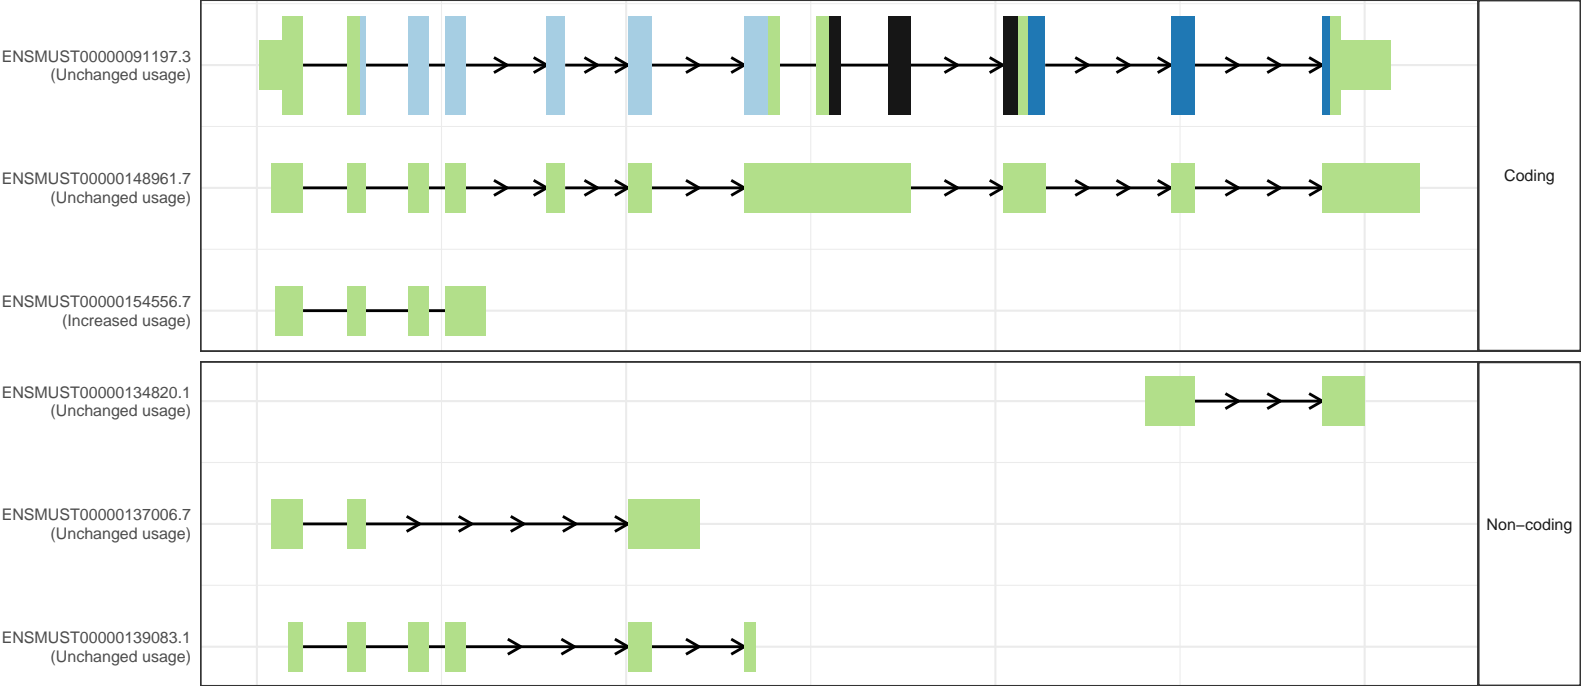 ENSMUST00000091197.3
(Unchanged usage)
ENSMUST00000148961.7
(Unchanged usage)
ENSMUST00000154556.7
(Increased usage)
Coding
ENSMUST00000134820.1
(Unchanged usage)
ENSMUST00000137006.7
(Unchanged usage)
ENSMUST00000139083.1
(Unchanged usage)
Non−coding